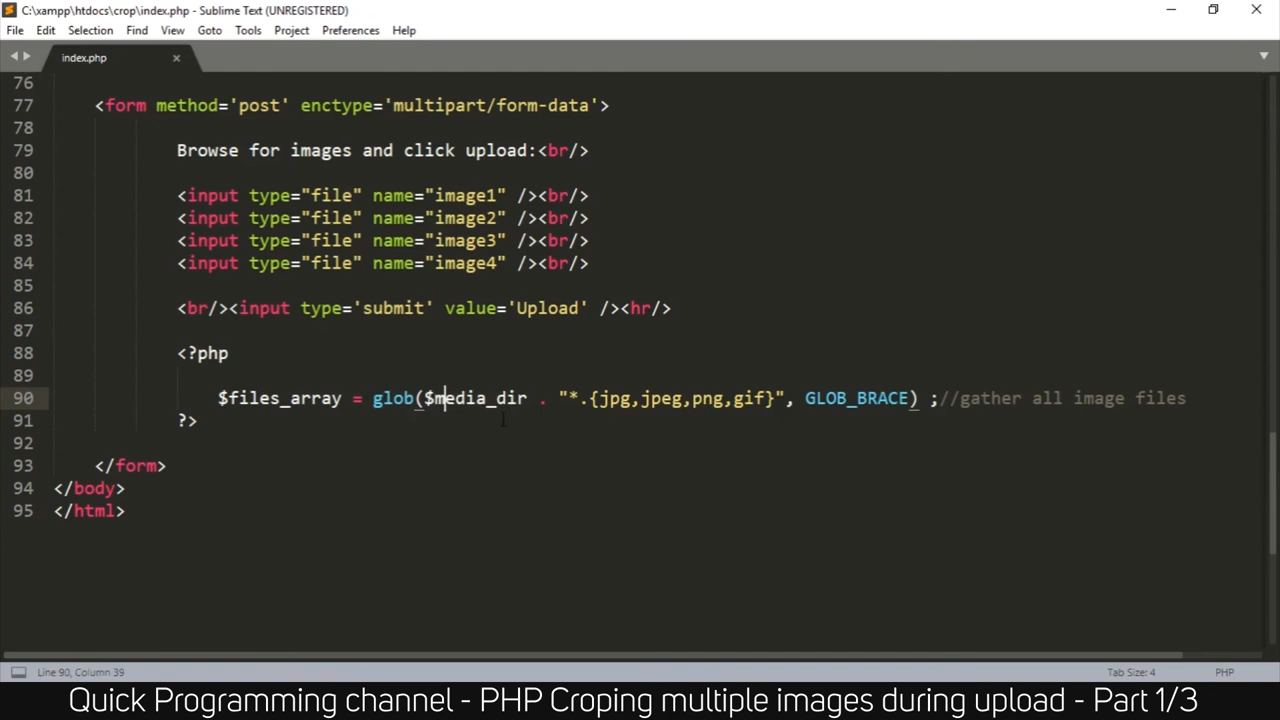 C:\xampp\htdocs\crop\index.php - Sublime Text (UNREGISTERED)
File Edit Selection Find View Goto Tools Project Preferences Help
index.php
76
77 <form method='post' enctype='multipart/form-data'>
78
79 Browse for images and click upload:<br/>
80
81 <input type="file" name="image1" /><br/>
82 <input type="file" name="image2" /><br/>
83 <input type="file" name="image3" /><br/>
84 <input type="file" name="image4" /><br/>
85
86 <br/><input type='submit' value='Upload' /><hr/>
87
88 <?php
89
90 $files_array = glob($media_dir . "*.{jpg,jpeg,png,gif}", GLOB_BRACE) ;//gather all image files
91 ?>
92
93 </form>
94 </body>
95 </html>
Line 90, Column 39 Tab Size: 4 PHP
Quick Programming channel - PHP Croping multiple images during upload - Part 1/3